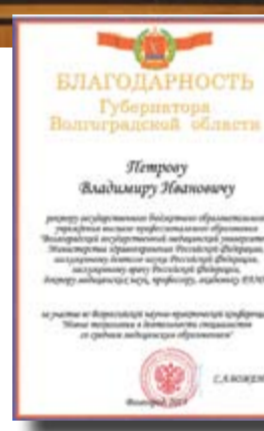 БЛАГОДАРНОСТЬ
Губернатора
Волгоградской области
Петрову
Владимиру Ивановичу
ректору государственного бюджетного образовательного
учреждения высшего профессионального образования
"Волгоградский государственный медицинский университет"
Министерства здравоохранения Российской Федерации,
заслуженному деятелю науки Российской Федерации,
заслуженному врачу Российской Федерации,
доктору медицинских наук, профессору, академику РАМН
за участие во Всероссийской научно-практической конференции
"Новые технологии в деятельности специалистов
со средним медицинским образованием"
С.А.БОЖЕНОВ
Волгоград